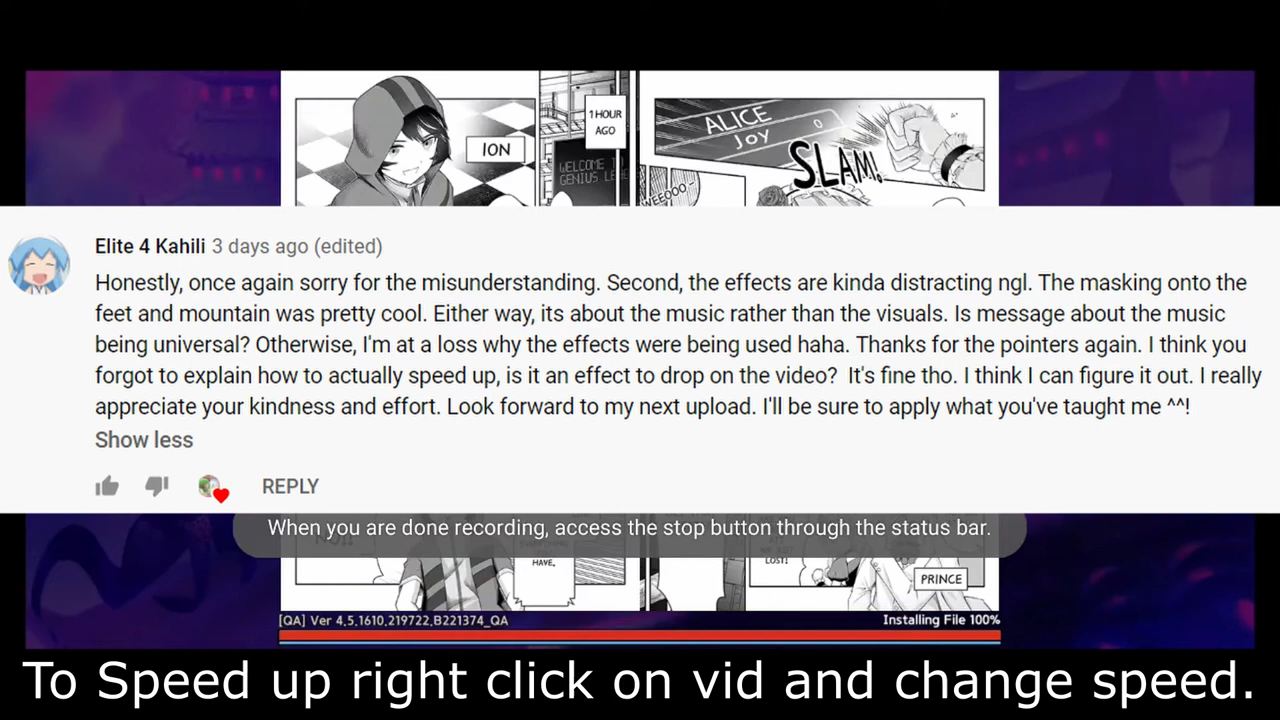 ION
1 HOUR
AGO
WELCOME TO
GENIUS
ALICE
JOY 0
SLAM!
WEEOOO~
Elite 4 Kahili 3 days ago (edited)
Honestly, once again sorry for the misunderstanding. Second, the effects are kinda distracting ngl. The masking onto the
feet and mountain was pretty cool. Either way, its about the music rather than the visuals. Is message about the music
being universal? Otherwise, I'm at a loss why the effects were being used haha. Thanks for the pointers again. I think you
forgot to explain how to actually speed up, is it an effect to drop on the video?  It's fine tho. I think I can figure it out. I really
appreciate your kindness and effort. Look forward to my next upload. I'll be sure to apply what you've taught me ^^!
Show less
REPLY
When you are done recording, access the stop button through the status bar.
HAVE.
LOST!
PRINCE
[QA] Ver 4.5.1610.219722.B221374_QA
Installing File 100%
To Speed up right click on vid and change speed.